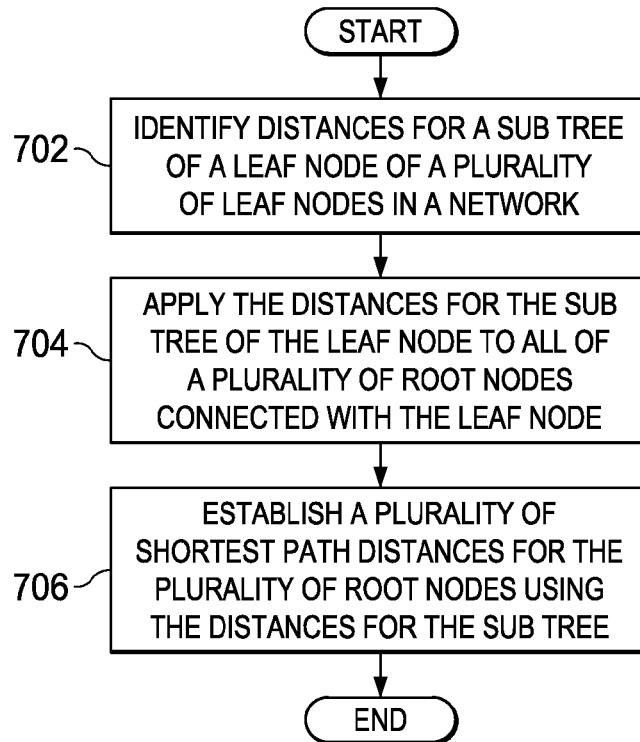 START
702
IDENTIFY DISTANCES FOR A SUB TREE
OF A LEAF NODE OF A PLURALITY
OF LEAF NODES IN A NETWORK
704
APPLY THE DISTANCES FOR THE SUB
TREE OF THE LEAF NODE TO ALL OF
A PLURALITY OF ROOT NODES
CONNECTED WITH THE LEAF NODE
706
ESTABLISH A PLURALITY OF
SHORTEST PATH DISTANCES FOR THE
PLURALITY OF ROOT NODES USING
THE DISTANCES FOR THE SUB TREE
END